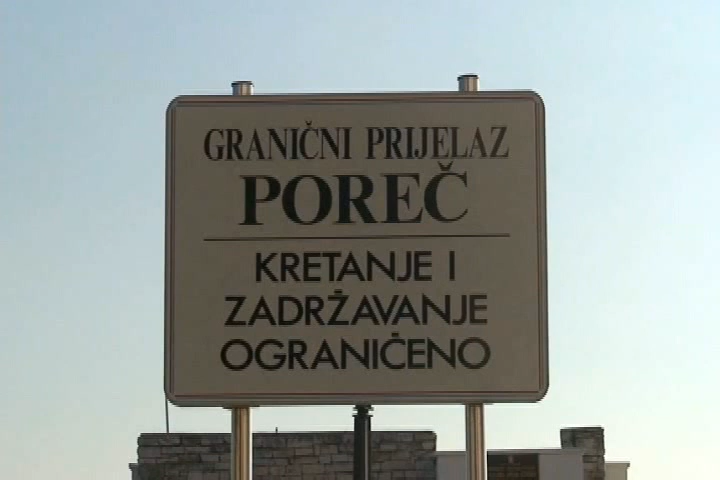 GRANIČNI PRIJELAZ
POREČ
KRETANJE I
ZADRŽAVANJE
OGRANIČENO